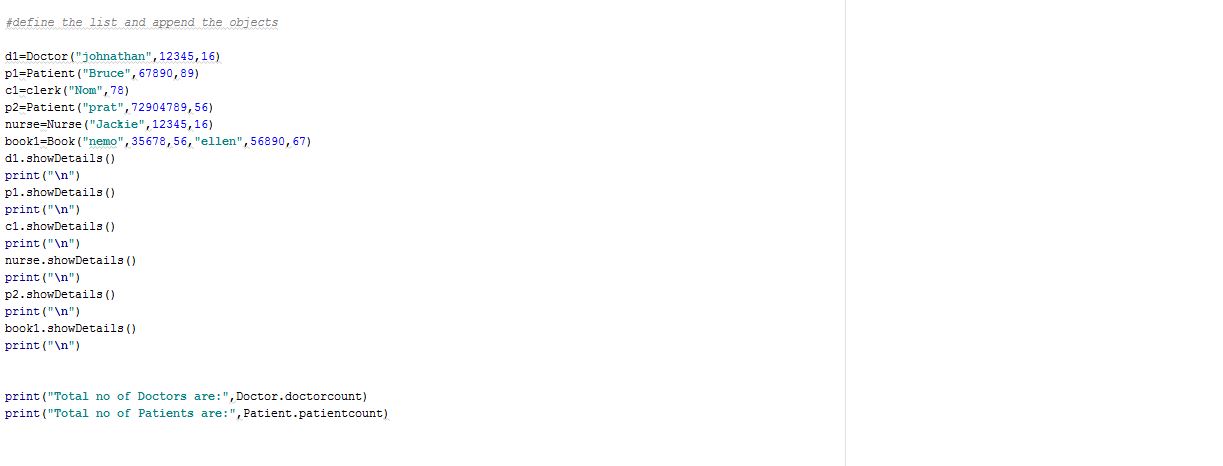 #define the list and append the objects
d1=Doctor("johnathan",12345,16)
p1=Patient("Bruce",67890,89)
c1=clerk("Nom",78)
p2=Patient("prat",72904789,56)
nurse=Nurse("Jackie",12345,16)
book1=Book("nemo",35678,56,"ellen",56890,67)
d1.showDetails()
print("\n")
p1.showDetails()
print("\n")
c1.showDetails()
print("\n")
nurse.showDetails()
print("\n")
p2.showDetails()
print("\n")
book1.showDetails()
print("\n")
print("Total no of Doctors are:",Doctor.doctorcount)
print("Total no of Patients are:",Patient.patientcount)